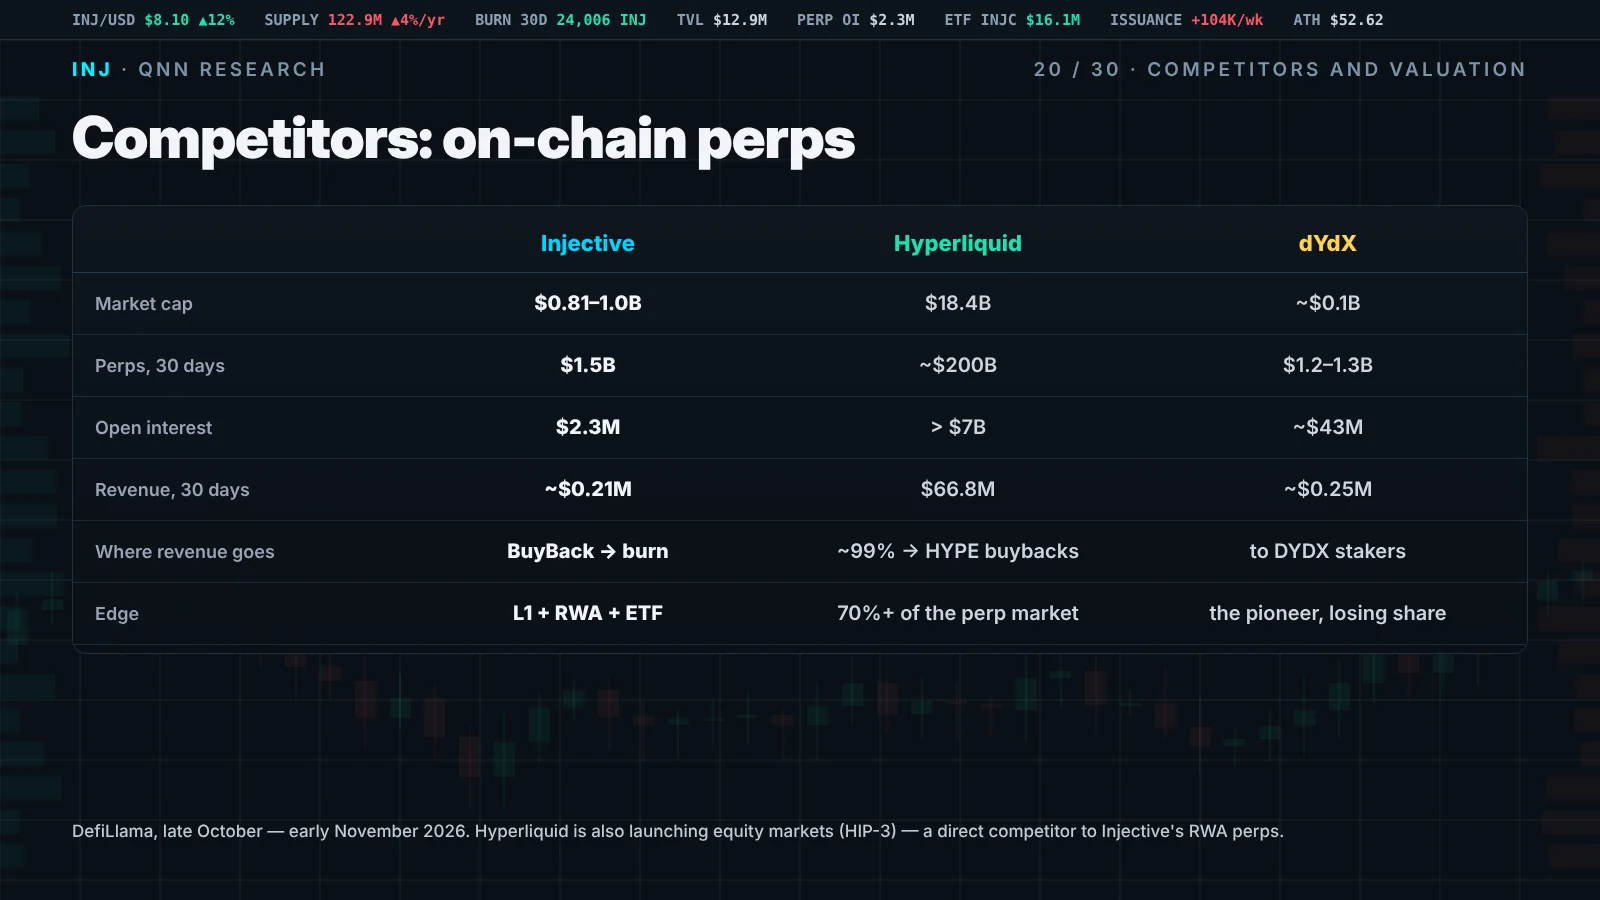 INJ/USD $8.10 ▲12% SUPPLY 122.9M ▲4%/yr BURN 30D 24,006 INJ TVL $12.9M PERP OI $2.3M ETF INJC $16.1M ISSUANCE +104K/wk ATH $52.62
INJ · QNN RESEARCH 20 / 30 · COMPETITORS AND VALUATION
Competitors: on-chain perps
Injective Hyperliquid dYdX
Market cap $0.81–1.0B $18.4B ~$0.1B
Perps, 30 days $1.5B ~$200B $1.2–1.3B
Open interest $2.3M > $7B ~$43M
Revenue, 30 days ~$0.21M $66.8M ~$0.25M
Where revenue goes BuyBack → burn ~99% → HYPE buybacks to DYDX stakers
Edge L1 + RWA + ETF 70%+ of the perp market the pioneer, losing share
DefiLlama, late October — early November 2026. Hyperliquid is also launching equity markets (HIP-3) — a direct competitor to Injective's RWA perps.